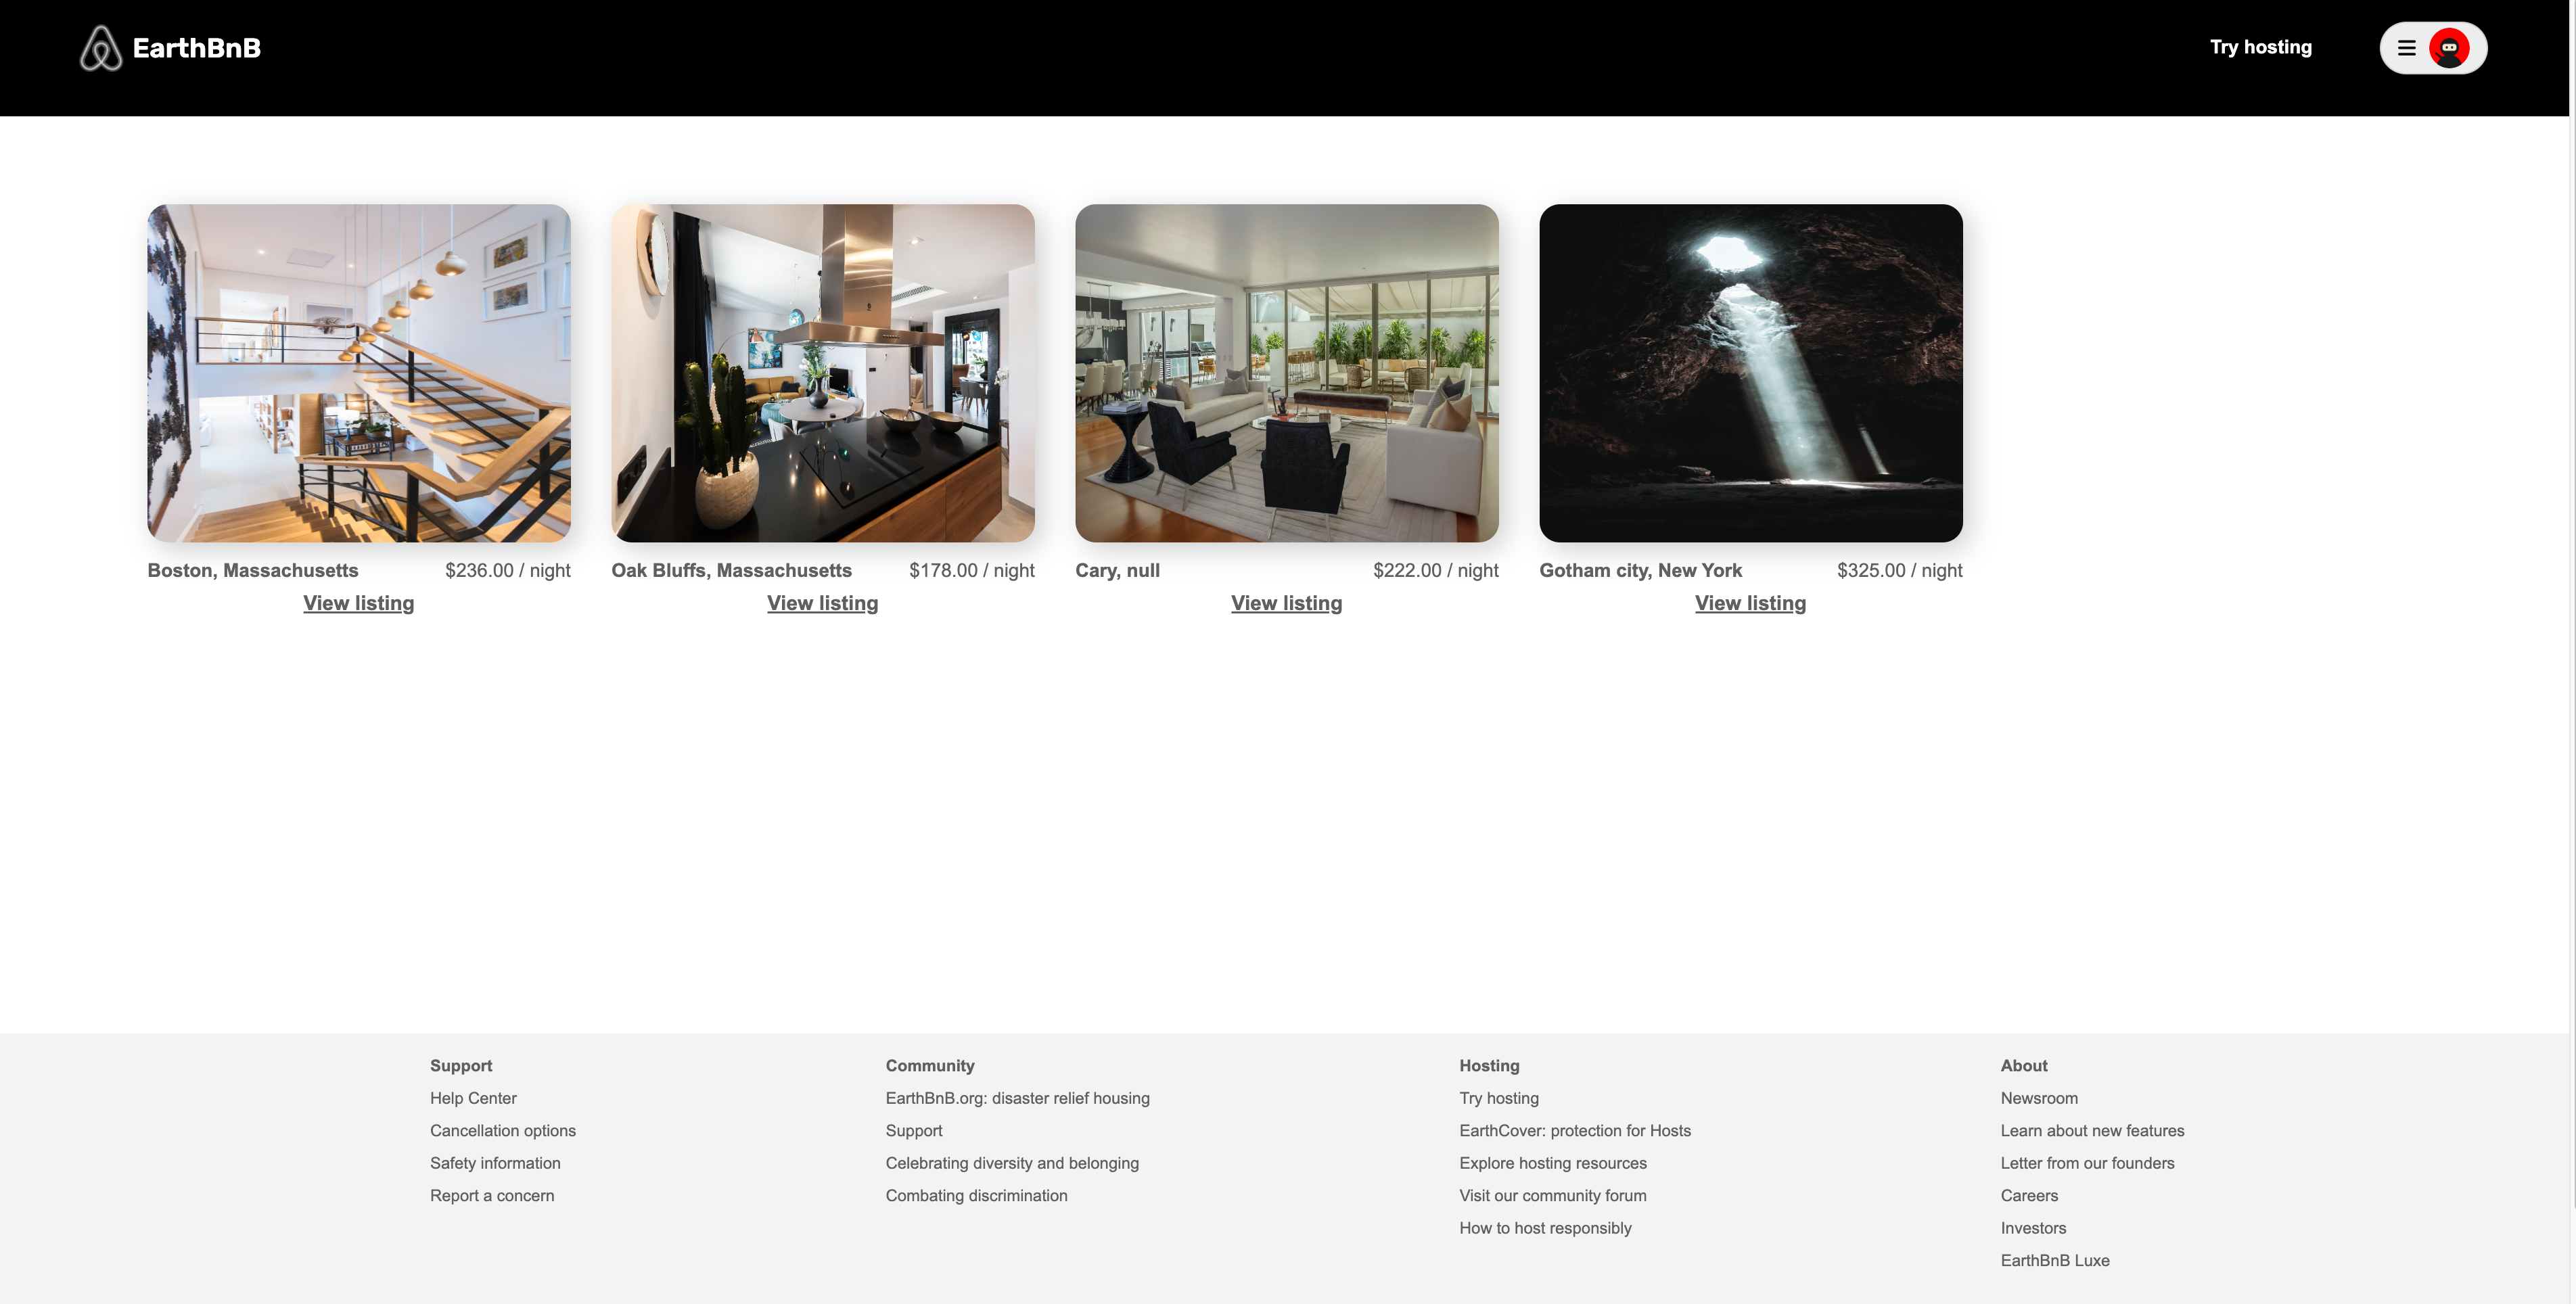 EarthBnB
Try hosting
Boston, Massachusetts
$236.00 / night
View listing
Oak Bluffs, Massachusetts
$178.00 / night
View listing
Cary, null
$222.00 / night
View listing
Gotham city, New York
$325.00 / night
View listing
Support
Help Center
Cancellation options
Safety information
Report a concern
Community
EarthBnB.org: disaster relief housing
Support
Celebrating diversity and belonging
Combating discrimination
Hosting
Try hosting
EarthCover: protection for Hosts
Explore hosting resources
Visit our community forum
How to host responsibly
About
Newsroom
Learn about new features
Letter from our founders
Careers
Investors
EarthBnB Luxe